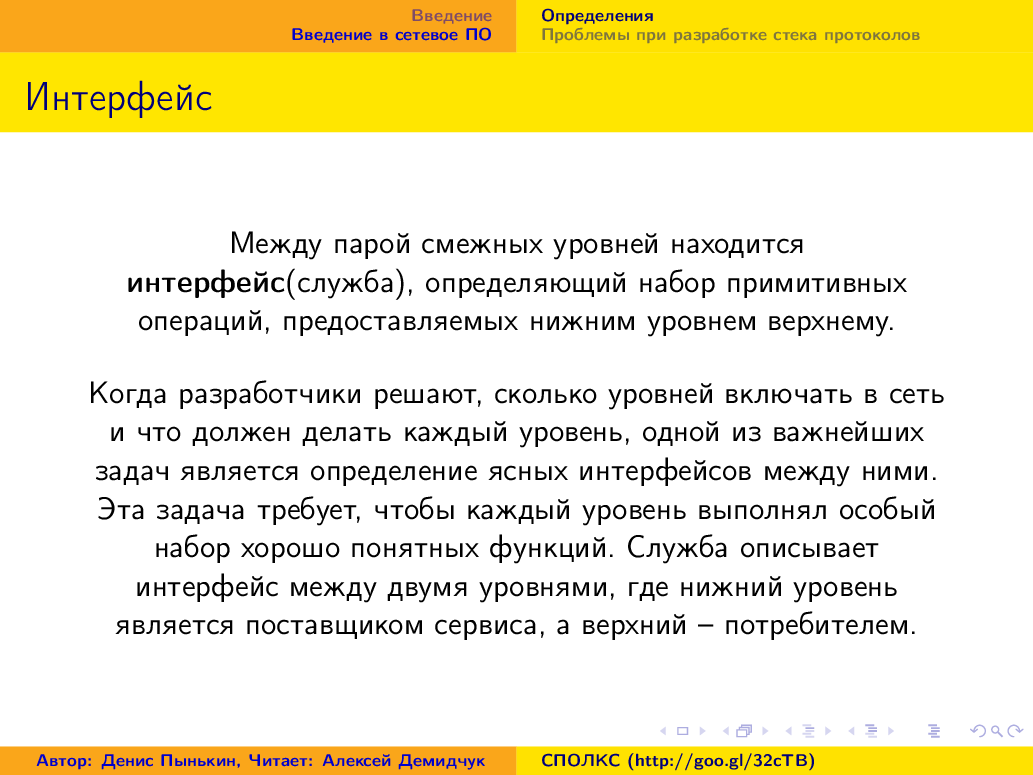 Введение
Введение в сетевое ПО
Определения
Проблемы при разработке стека протоколов
Интерфейс
Между парой смежных уровней находится
интерфейс(служба), определяющий набор примитивных
операций, предоставляемых нижним уровнем верхнему.
Когда разработчики решают, сколько уровней включать в сеть
и что должен делать каждый уровень, одной из важнейших
задач является определение ясных интерфейсов между ними.
Эта задача требует, чтобы каждый уровень выполнял особый
набор хорошо понятных функций. Служба описывает
интерфейс между двумя уровнями, где нижний уровень
является поставщиком сервиса, а верхний – потребителем.
Автор: Денис Пынькин, Читает: Алексей Демидчук
СПОЛКС (http://goo.gl/32cTB)